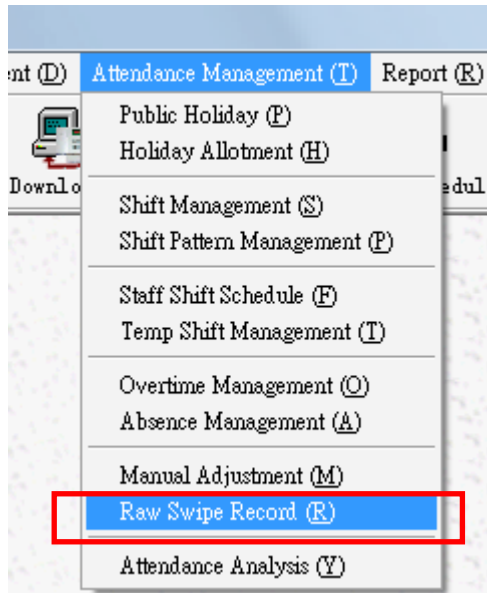 nt (D) Attendance Management (T) Report (R)
Public Holiday (P)
Holiday Allotment (H)
Downlo edul
Shift Management (S)
Shift Pattern Management (P)
Staff Shift Schedule (F)
Temp Shift Management (T)
Overtime Management (O)
Absence Management (A)
Manual Adjustment (M)
Raw Swipe Record (R)
Attendance Analysis (Y)